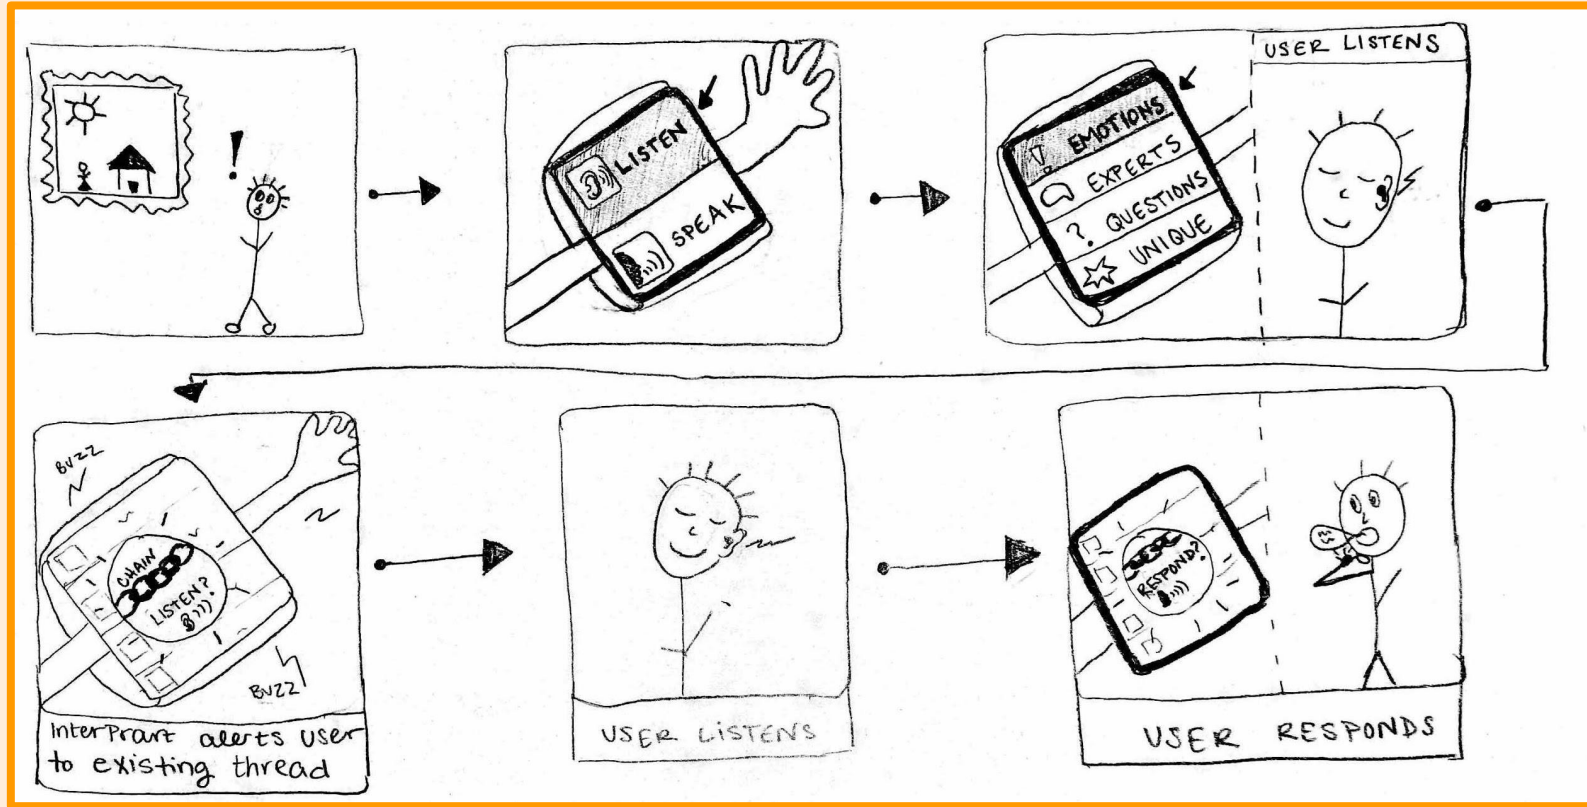 !
LISTEN
SPEAK
! EMOTIONS
EXPERTS
? QUESTIONS
UNIQUE
USER LISTENS
BUZZ
CHAIN
LISTEN?
BUZZ
InterPrart alerts user
to existing thread
USER LISTENS
RESPOND?
USER RESPONDS